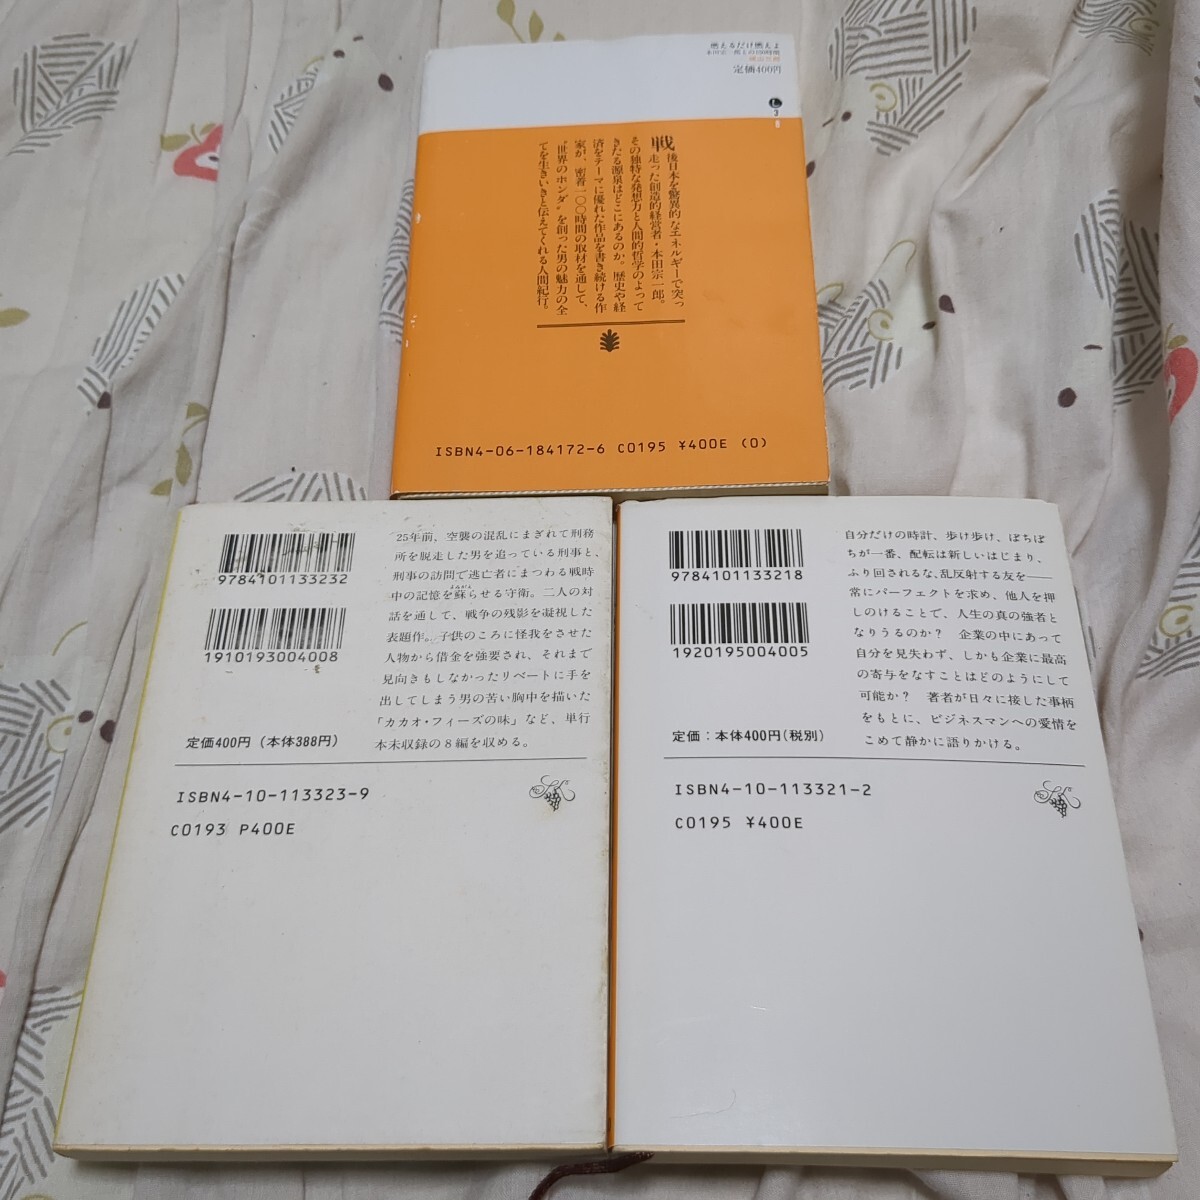 燃えるだけ燃えよ
本田宗一郎との100時間
城山三郎
定価400円
し
2
戦後日本を驚異的なエネルギーで突っ
走った創造的経営者・本田宗一郎。
その独特な発想力と人間的哲学のよって
きたる源泉はどこにあるのか。歴史や経
済をテーマに優れた作品を書き続ける作
家が、密着一〇〇時間の取材を通して、
〝世界のホンダ〟を創った男の魅力の全
てを生きいきと伝えてくれる人間紀行。
ISBN4-06-184172-6 C0195 ¥400E (0)
9784101133232
1910193004008
25年前、空襲の混乱にまぎれて刑務
所を脱走した男を追っている刑事と、
刑事の訪問で逃亡者にまつわる戦時
中の記憶を蘇らせる守衛。二人の対
よみがえ
話を通して、戦争の残影を凝視した
表題作。子供のころに怪我をさせた
人物から借金を強要され、それまで
見向きもしなかったリベートに手を
出してしまう男の苦い胸中を描いた
「カカオ・フィーズの味」など、単行
本未収録の8編を収める。
定価400円(本体388円)
ISBN4-10-113323-9
C0193 P400E
9784101133218
1920195004005
自分だけの時計、歩け歩け、ぼちぼ
ちが一番、配転は新しいはじまり、
ふり回されるな、乱反射する友を——
常にパーフェクトを求め、他人を押
しのけることで、人生の真の強者と
なりうるのか? 企業の中にあって
自分を見失わず、しかも企業に最高
の寄与をなすことはどのようにして
可能か? 著者が日々に接した事柄
をもとに、ビジネスマンへの愛情を
こめて静かに語りかける。
定価:本体400円(税別)
ISBN4-10-113321-2
C0195 ¥400E